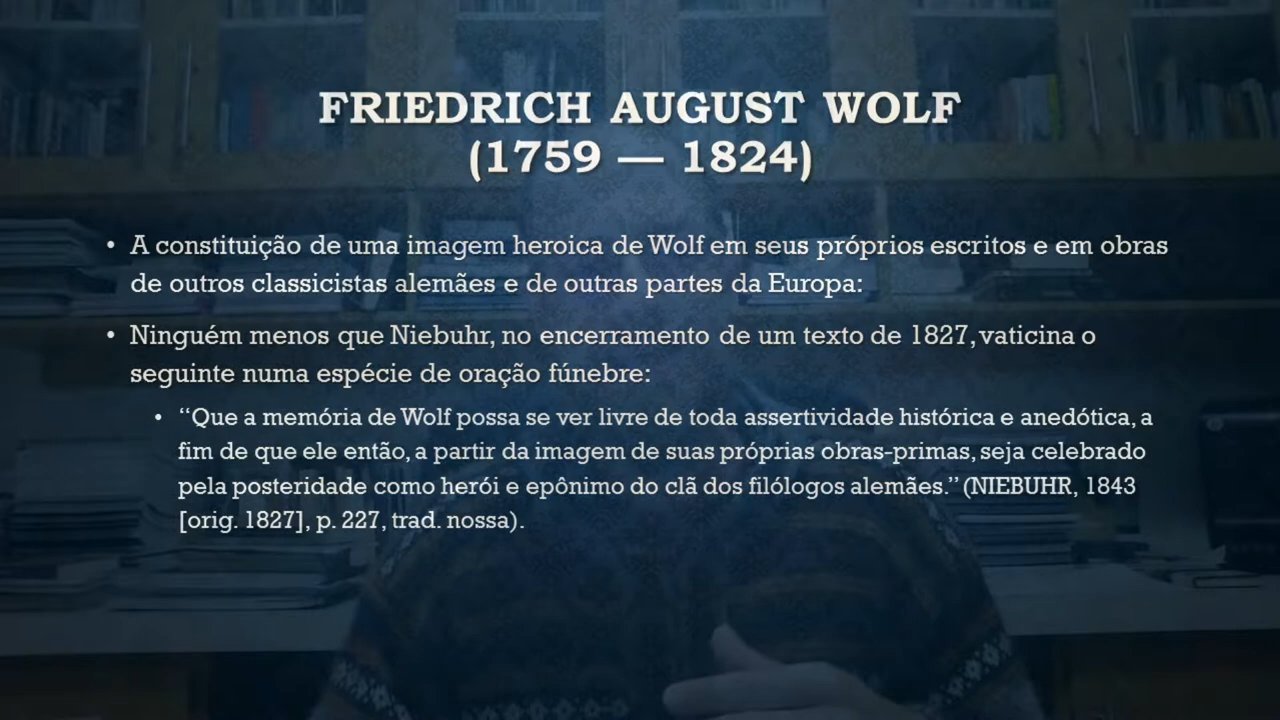 FRIEDRICH AUGUST WOLF
(1759 — 1824)
• A constituição de uma imagem heroica de Wolf em seus próprios escritos e em obras
de outros classicistas alemães e de outras partes da Europa:
• Ninguém menos que Niebuhr, no encerramento de um texto de 1827, vaticina o
seguinte numa espécie de oração fúnebre:
• “Que a memória de Wolf possa se ver livre de toda assertividade histórica e anedótica, a
fim de que ele então, a partir da imagem de suas próprias obras-primas, seja celebrado
pela posteridade como herói e epônimo do clã dos filólogos alemães.” (NIEBUHR, 1843
[orig. 1827], p. 227, trad. nossa).